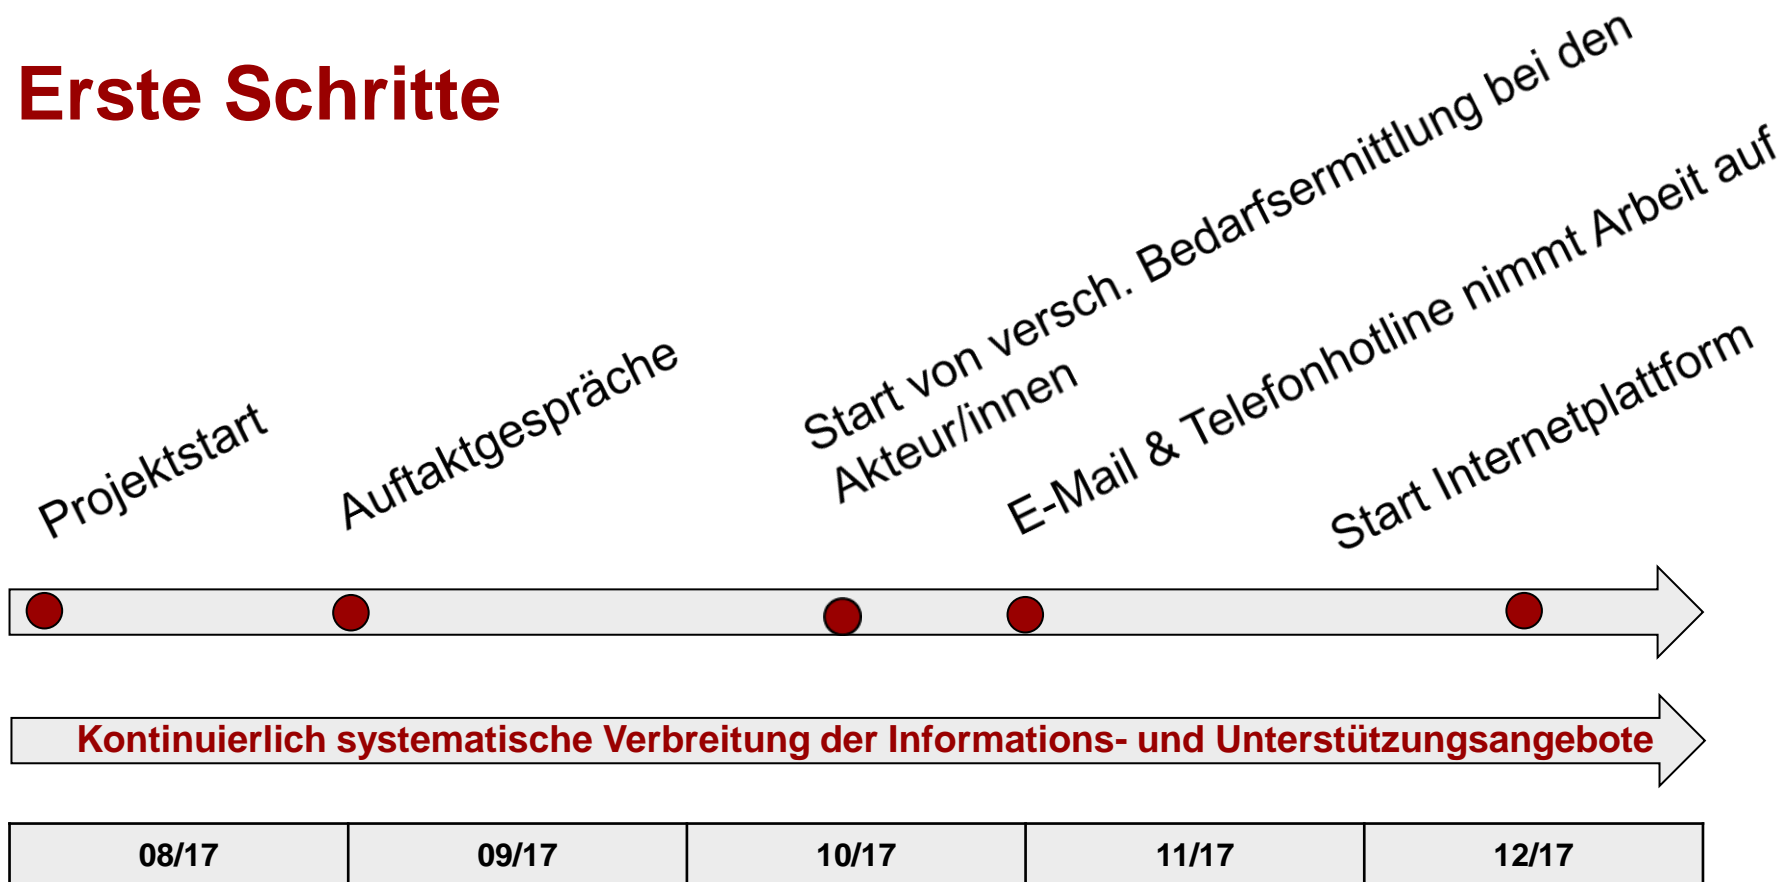 Erste Schritte
Projektstart
Auftaktgespräche
Start von versch. Bedarfsermittlung bei den
Akteur/innen
E-Mail & Telefonhotline nimmt Arbeit auf
Start Internetplattform
Kontinuierlich systematische Verbreitung der Informations- und Unterstützungsangebote
08/17
09/17
10/17
11/17
12/17